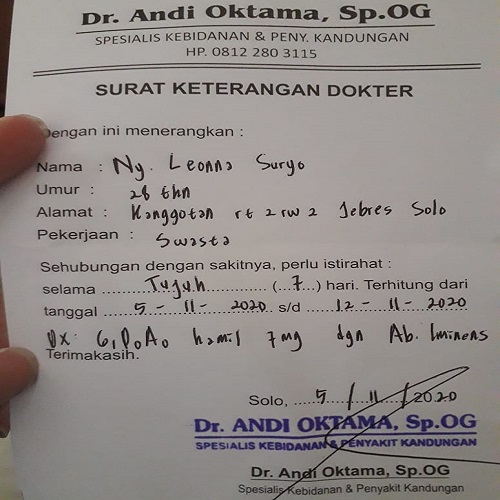 Dr. Andi Oktama, Sp.OG
SPESIALIS KEBIDANAN & PENY. KANDUNGAN
HP. 0812 280 3115
SURAT KETERANGAN DOKTER
Dengan ini menerangkan :
Nama : Ny. Leonna Suryo
Umur : 28 thn
Alamat : Kanggotan rt 2 rw 2 Jebres Solo
Pekerjaan : Swasta
Sehubungan dengan sakitnya, perlu istirahat :
selama ...Tujuh... (...7...) hari. Terhitung dari
tanggal ...5 - 11 - 2020 s/d ...12 - 11 - 2020
Dx: G1P0A0 hamil 7 mg dgn Ab. Iminens
Terimakasih.
Solo, ...5.../...11.../2020
Dr. ANDI OKTAMA, Sp.OG
SPESIALIS KEBIDANAN & PENYAKIT KANDUNGAN
Dr. Andi Oktama, Sp.OG
Spesialis Kebidanan & Penyakit Kandungan